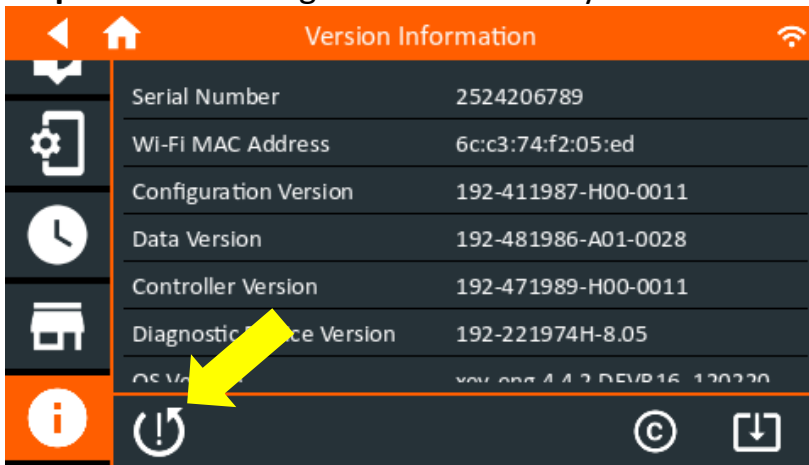 Version Information
Serial Number 2524206789
Wi-Fi MAC Address 6c:c3:74:f2:05:ed
Configuration Version 192-411987-H00-0011
Data Version 192-481986-A01-0028
Controller Version 192-471989-H00-0011
Diagnostic Version 192-221974H-8.05
OS